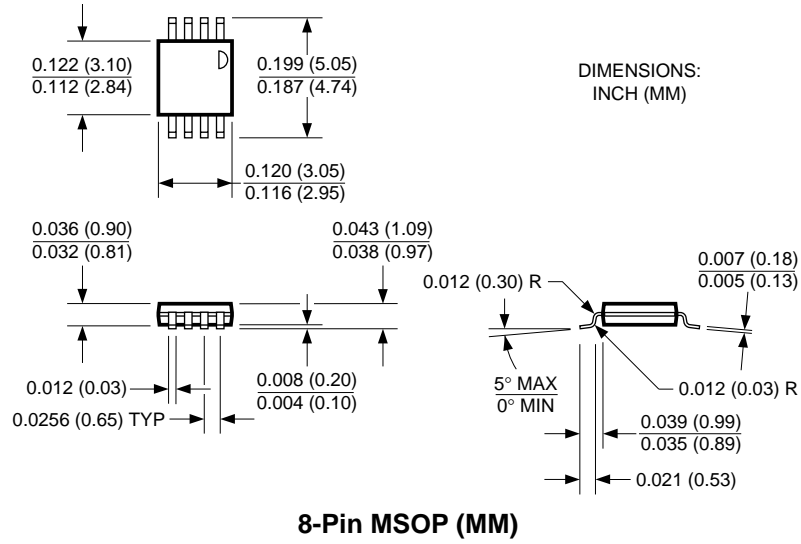 0.122 (3.10)
0.112 (2.84)
0.199 (5.05)
0.187 (4.74)
DIMENSIONS:
INCH (MM)
0.120 (3.05)
0.116 (2.95)
0.036 (0.90)
0.032 (0.81)
0.043 (1.09)
0.038 (0.97)
0.012 (0.03)
0.0256 (0.65) TYP
0.008 (0.20)
0.004 (0.10)
0.012 (0.30) R
0.007 (0.18)
0.005 (0.13)
5° MAX
0° MIN
0.012 (0.03) R
0.039 (0.99)
0.035 (0.89)
0.021 (0.53)
8-Pin MSOP (MM)